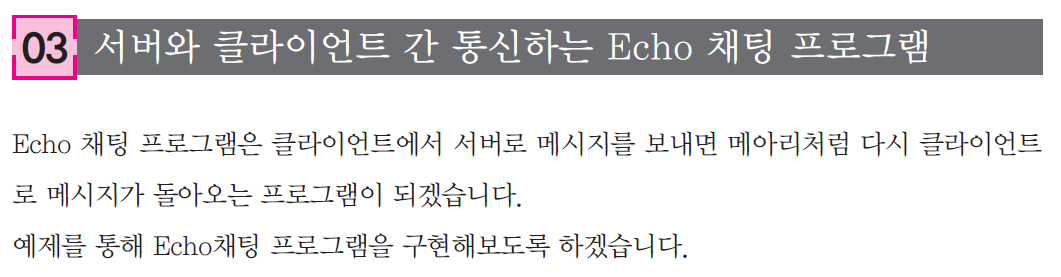 03 서버와 클라이언트 간 통신하는 Echo 채팅 프로그램
Echo 채팅 프로그램은 클라이언트에서 서버로 메시지를 보내면 메아리처럼 다시 클라이언트
로 메시지가 돌아오는 프로그램이 되겠습니다.
예제를 통해 Echo채팅 프로그램을 구현해보도록 하겠습니다.